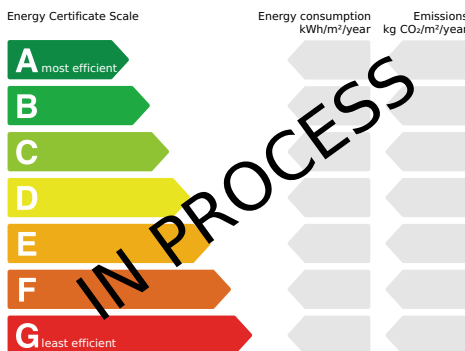 Energy Certificate Scale
Energy consumption
kWh/m²/year
Emissions
kg CO₂/m²/year
A most efficient
B
C
D
E
F
G least efficient
IN PROCESS